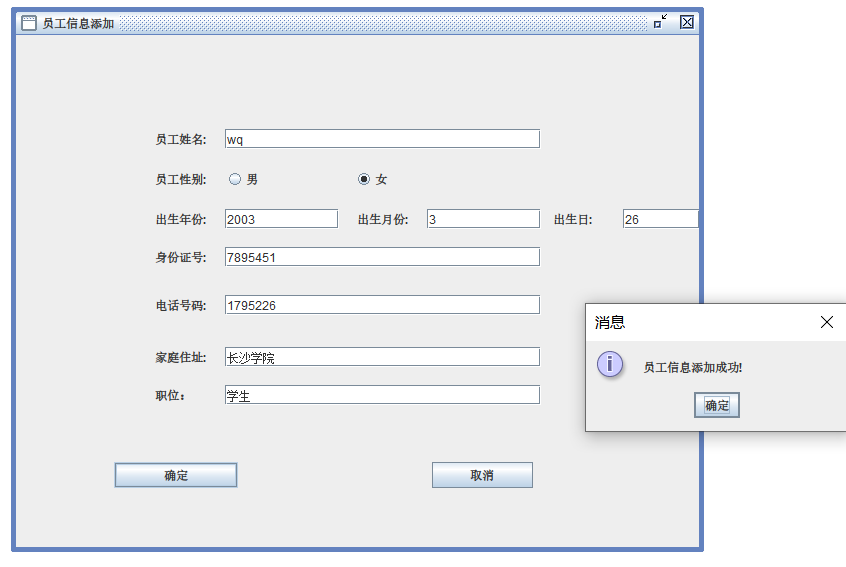 员工信息添加
员工姓名: wq
员工性别: 男 女
出生年份: 2003 出生月份: 3 出生日: 26
身份证号: 7895451
电话号码: 1795226
消息
员工信息添加成功!
确定
家庭住址: 长沙学院
职位： 学生
确定 取消